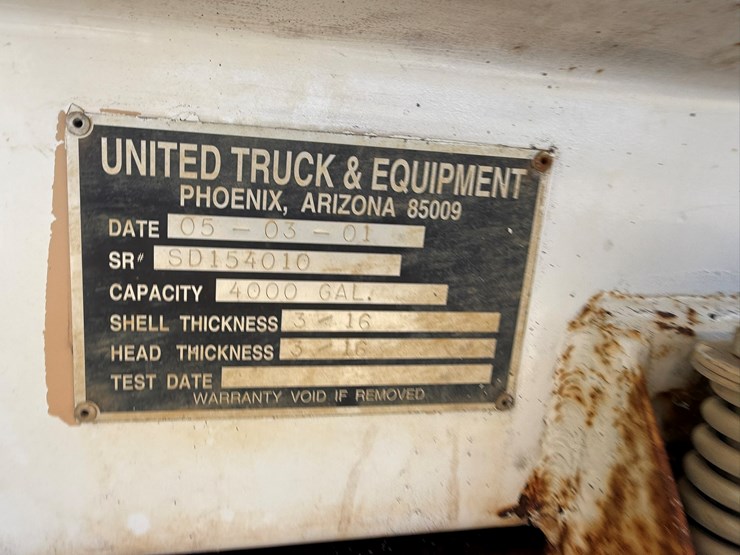 UNITED TRUCK & EQUIPMENT
PHOENIX, ARIZONA 85009
DATE 05 - 03 - 01
SR# SD154010
CAPACITY 4000 GAL.
SHELL THICKNESS 3 - 16
HEAD THICKNESS 3 - 16
TEST DATE
WARRANTY VOID IF REMOVED